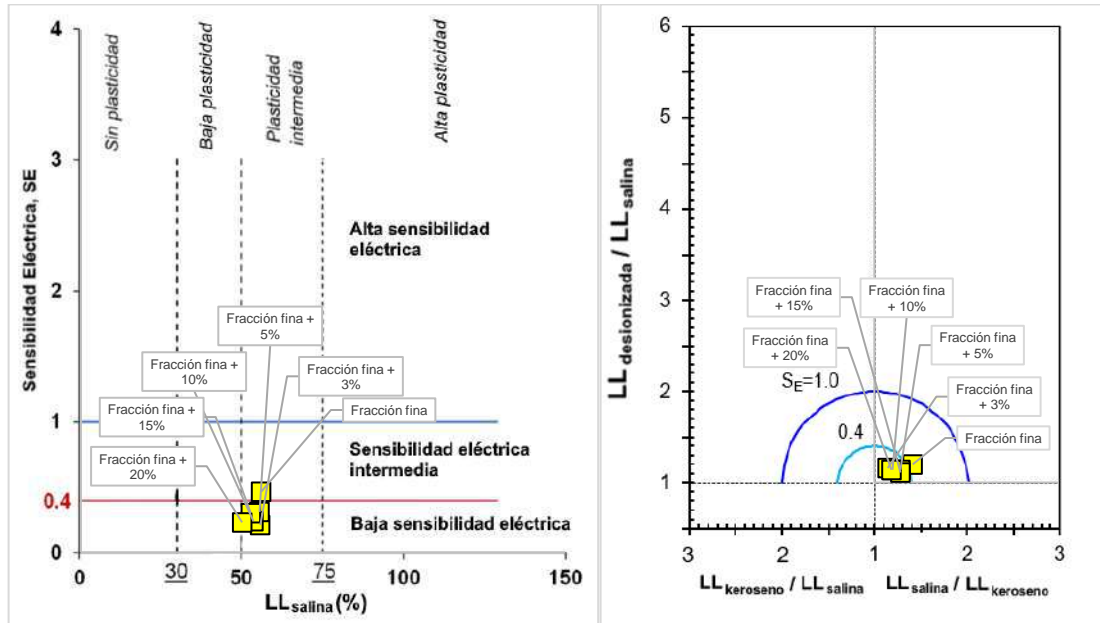 4
3
2
1
0.4
0
Sensibilidad Eléctrica, SE
Sin plasticidad
Baja plasticidad
Plasticidad
intermedia
Alta plasticidad
Alta sensibilidad
eléctrica
Fracción fina +
5%
Fracción fina +
10%
Fracción fina +
3%
Fracción fina +
15%
Fracción fina
Fracción fina +
20%
Sensibilidad eléctrica
intermedia
Baja sensibilidad eléctrica
0 30 50 75 100 150
LLsalina (%)
6
5
4
3
2
1
LLdesionizada / LLsalina
Fracción fina
+ 15%
Fracción fina
+ 10%
Fracción fina
+ 20%
Fracción fina
+ 5%
SE=1.0
Fracción fina
+ 3%
0.4
Fracción fina
3 2 1 2 3
LLkeroseno / LLsalina LLsalina / LLkeroseno